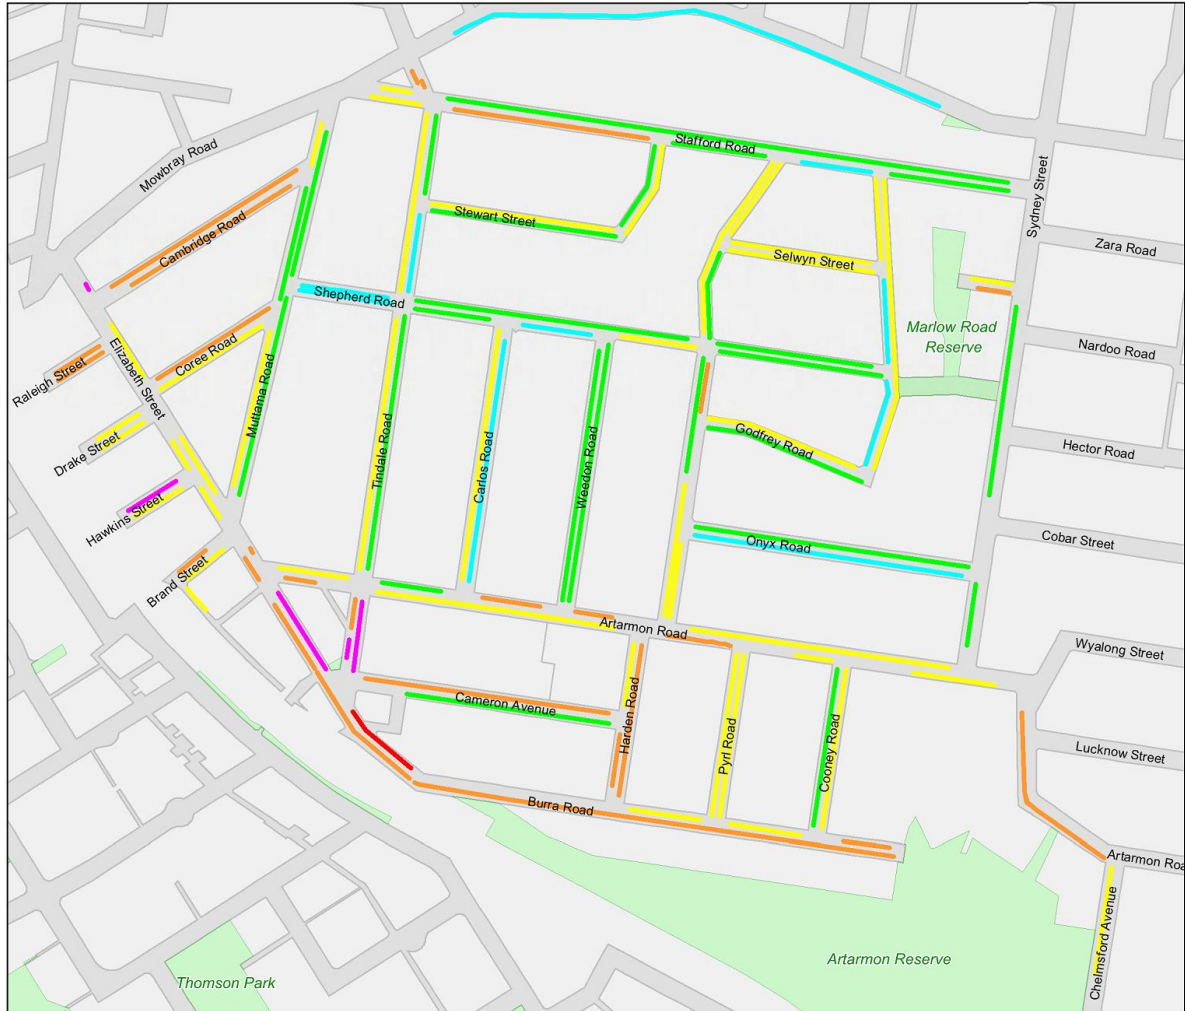 Mowbray Road
Stafford Road
Sydney Street
Cambridge Road
Stewart Street
Zara Road
Selwyn Street
Shepherd Road
Marlow Road
Reserve
Nardoo Road
Coree Road
Raleigh Street
Elizabeth Street
Muttama Road
Drake Street
Tindale Road
Carlos Road
Weedon Road
Godfrey Road
Hector Road
Hawkins Street
Onyx Road
Cobar Street
Brand Street
Artarmon Road
Wyalong Street
Cameron Avenue
Harden Road
Pyrl Road
Cooney Road
Lucknow Street
Burra Road
Artarmon Roa
Chelmsford Avenue
Artarmon Reserve
Thomson Park